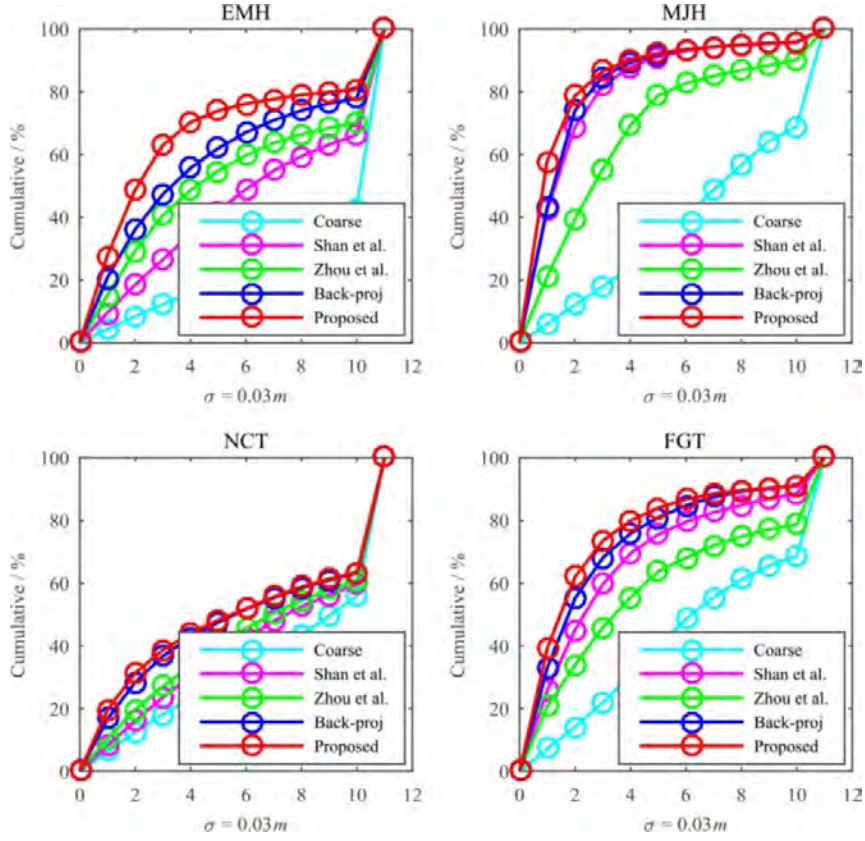 EMH
Cumulative / %
100
80
60
40
20
0
Coarse
Shan et al.
Zhou et al.
Back-proj
Proposed
0 2 4 6 8 10 12
σ = 0.03m
MJH
Cumulative / %
100
80
60
40
20
0
Coarse
Shan et al.
Zhou et al.
Back-proj
Proposed
0 2 4 6 8 10 12
σ = 0.03m
NCT
Cumulative / %
100
80
60
40
20
0
Coarse
Shan et al.
Zhou et al.
Back-proj
Proposed
0 2 4 6 8 10 12
σ = 0.03m
FGT
Cumulative / %
100
80
60
40
20
0
Coarse
Shan et al.
Zhou et al.
Back-proj
Proposed
0 2 4 6 8 10 12
σ = 0.03m